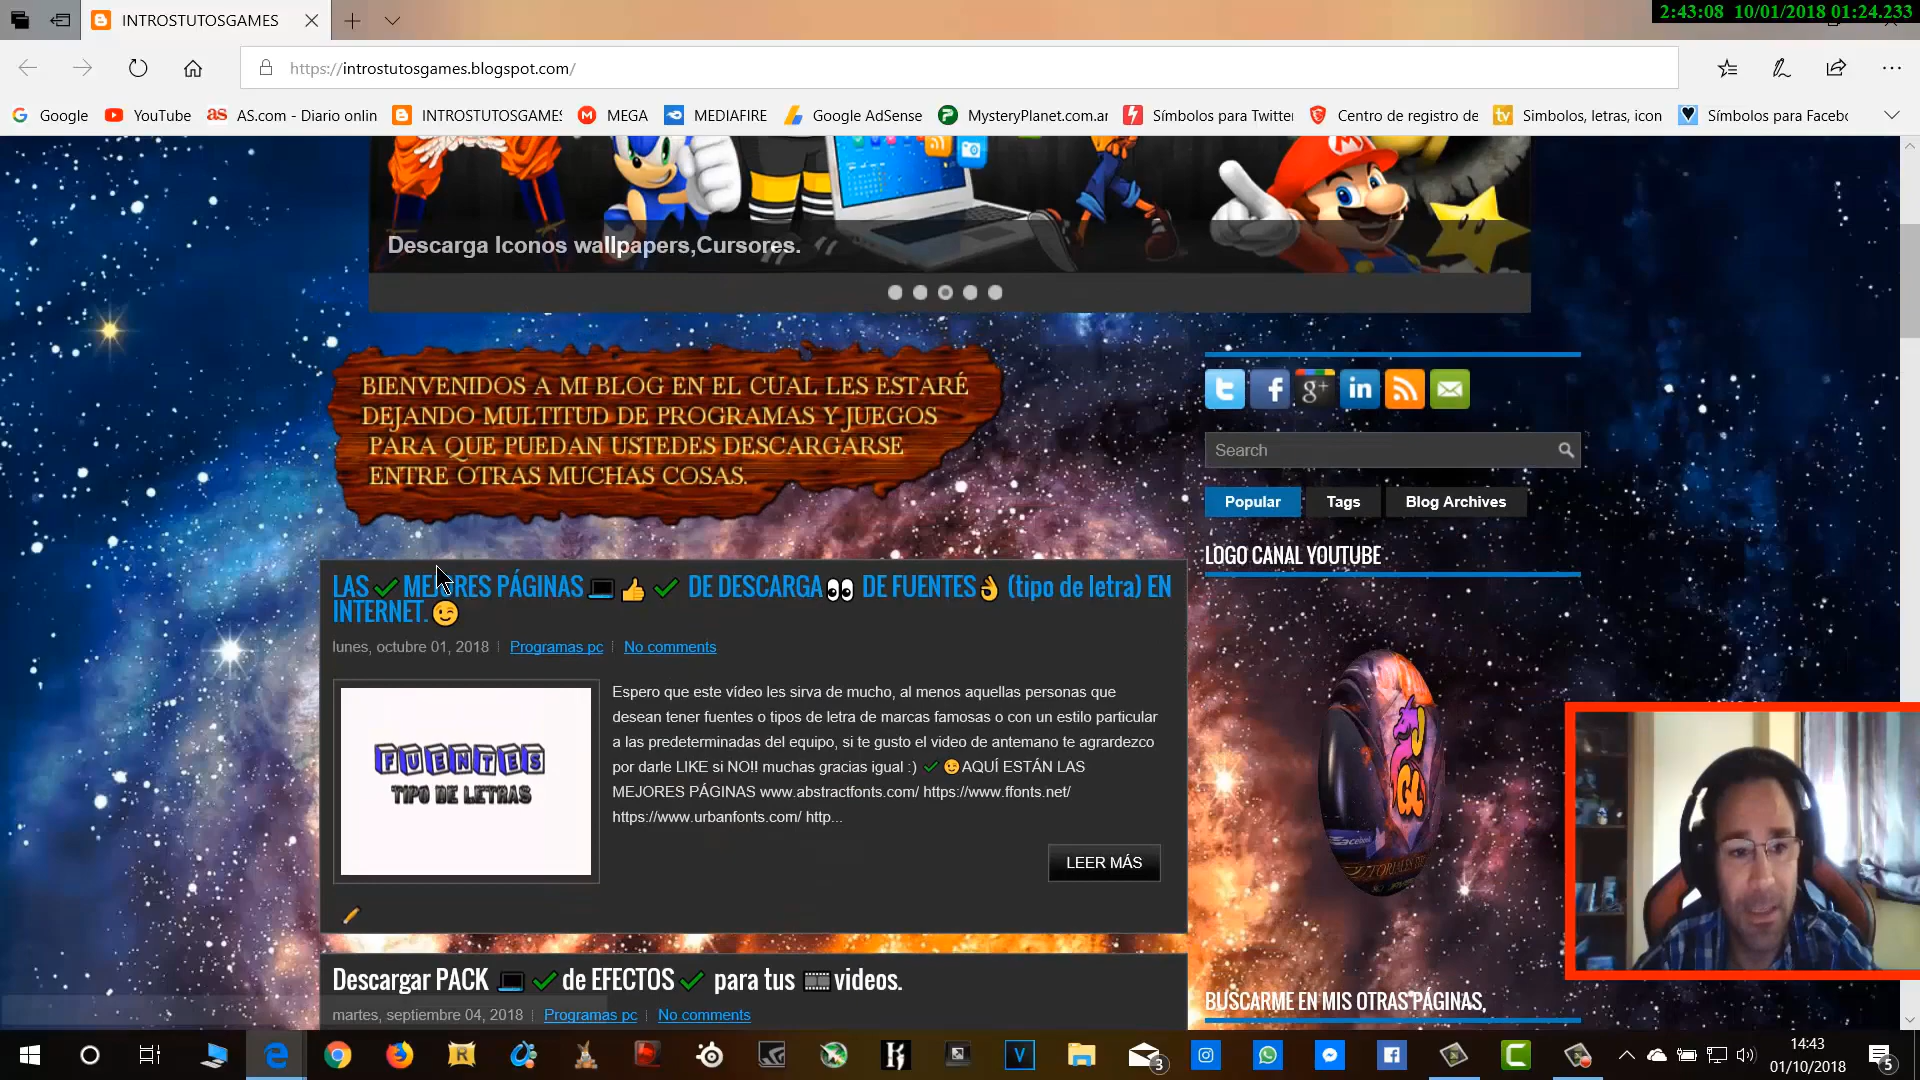 INTROSTUTOSGAMES
2:43:08 10/01/2018 01:24.233
https://introstutosgames.blogspot.com/
Google YouTube AS.com - Diario onlin INTROSTUTOSGAMES MEGA MEDIAFIRE Google AdSense MysteryPlanet.com.ar Símbolos para Twitter Centro de registro de Simbolos, letras, icon Símbolos para Facebo
Descarga Iconos wallpapers,Cursores.
BIENVENIDOS A MI BLOG EN EL CUAL LES ESTARÉ
DEJANDO MULTITUD DE PROGRAMAS Y JUEGOS
PARA QUE PUEDAN USTEDES DESCARGARSE
ENTRE OTRAS MUCHAS COSAS.
Search
Popular Tags Blog Archives
LOGO CANAL YOUTUBE
LAS ✔ MEJORES PÁGINAS 💻👍✔ DE DESCARGA👀 DE FUENTES👌 (tipo de letra) EN
INTERNET.😉
lunes, octubre 01, 2018 Programas pc No comments
FUENTES
TIPO DE LETRAS
Espero que este vídeo les sirva de mucho, al menos aquellas personas que
desean tener fuentes o tipos de letra de marcas famosas o con un estilo particular
a las predeterminadas del equipo, si te gusto el video de antemano te agrardezco
por darle LIKE si NO!! muchas gracias igual :) ✔ 😉AQUÍ ESTÁN LAS
MEJORES PÁGINAS www.abstractfonts.com/ https://www.ffonts.net/
https://www.urbanfonts.com/ http...
LEER MÁS
Descargar PACK 💻✔de EFECTOS✔ para tus 🎞videos.
martes, septiembre 04, 2018 Programas pc No comments
BUSCARME EN MIS OTRAS PÁGINAS,
3
14:43
01/10/2018
5